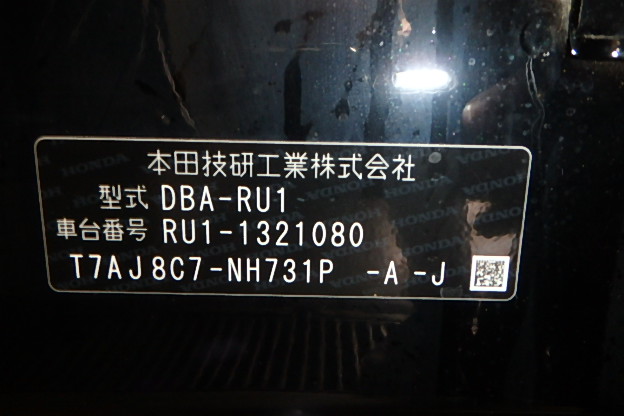 本田技研工業株式会社
型式 DBA-RU1
車台番号 RU1-1321080
T7AJ8C7-NH731P -A -J